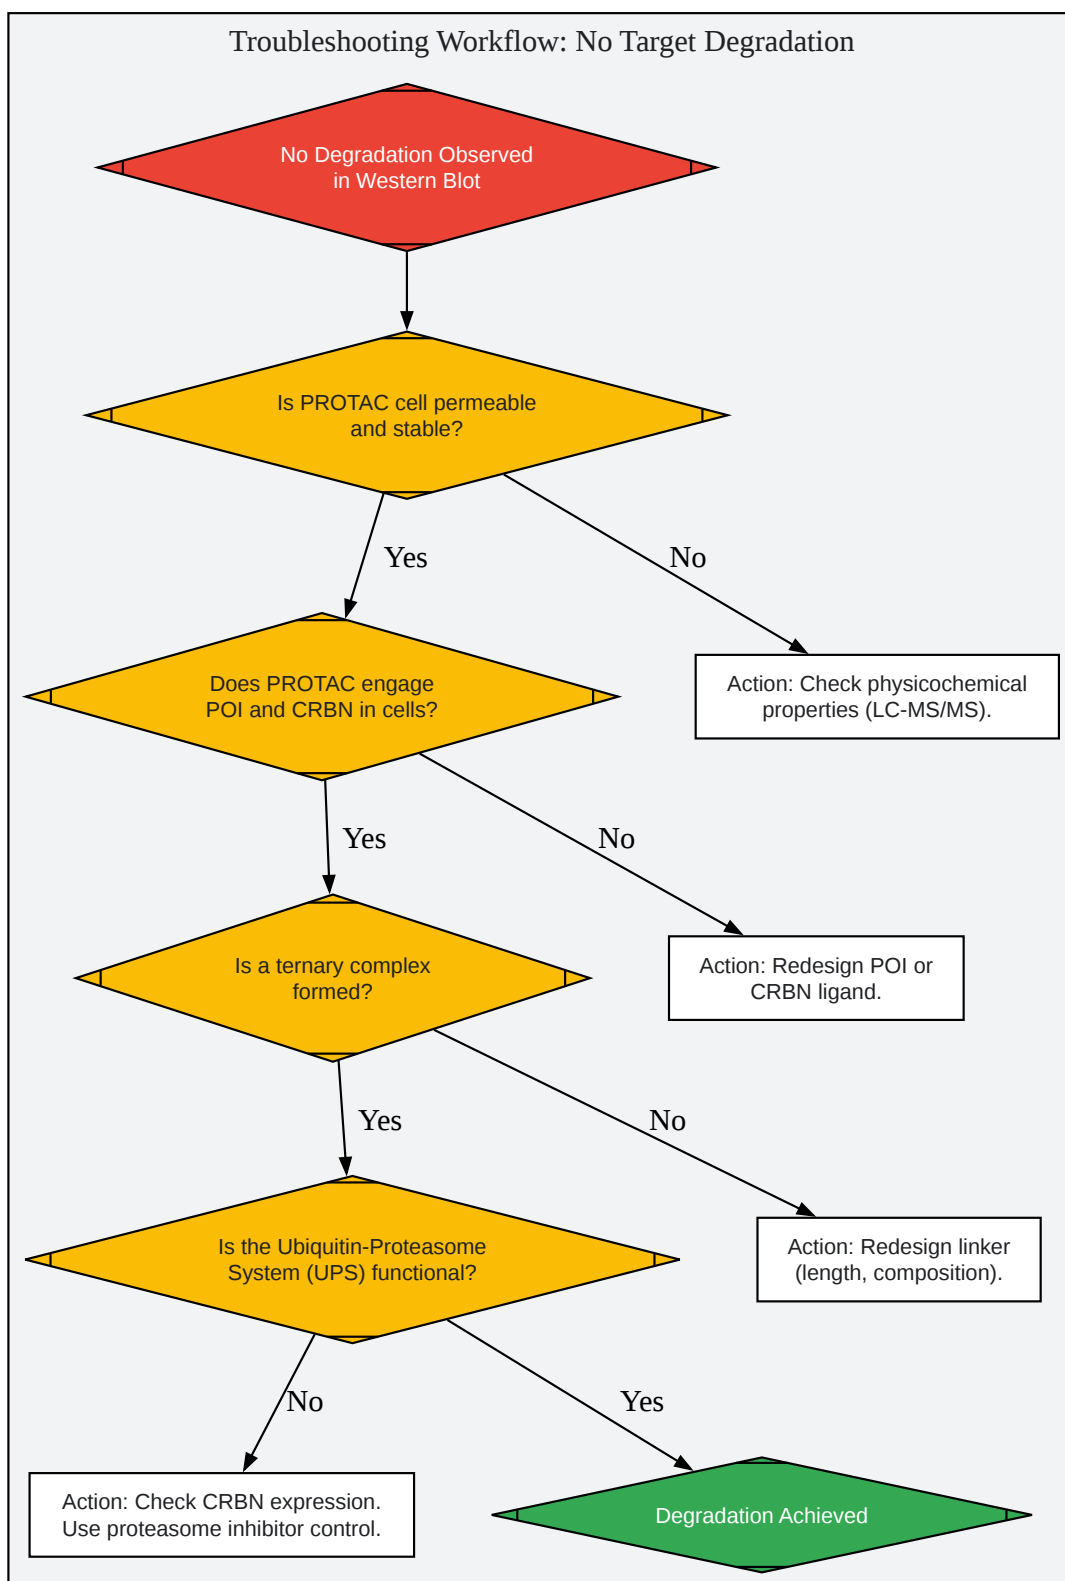 Troubleshooting Workflow: No Target Degradation
No Degradation Observed
in Western Blot
Is PROTAC cell permeable
and stable?
Yes
No
Does PROTAC engage
POI and CRBN in cells?
Action: Check physicochemical
properties (LC-MS/MS).
Yes
No
Is a ternary complex
formed?
Action: Redesign POI or
CRBN ligand.
Yes
No
Is the Ubiquitin-Proteasome
System (UPS) functional?
Action: Redesign linker
(length, composition).
No
Yes
Action: Check CRBN expression.
Use proteasome inhibitor control.
Degradation Achieved